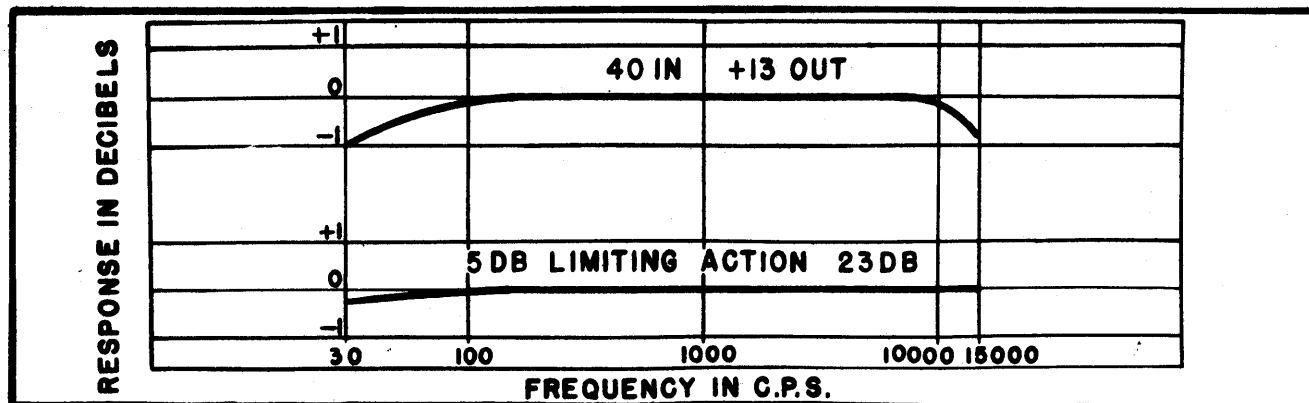 RESPONSE IN DECIBELS
+1
40 IN +13 OUT
0
-1
+1
5 DB LIMITING ACTION 23 DB
0
-1
30 100 1000 10000 15000
FREQUENCY IN C.P.S.